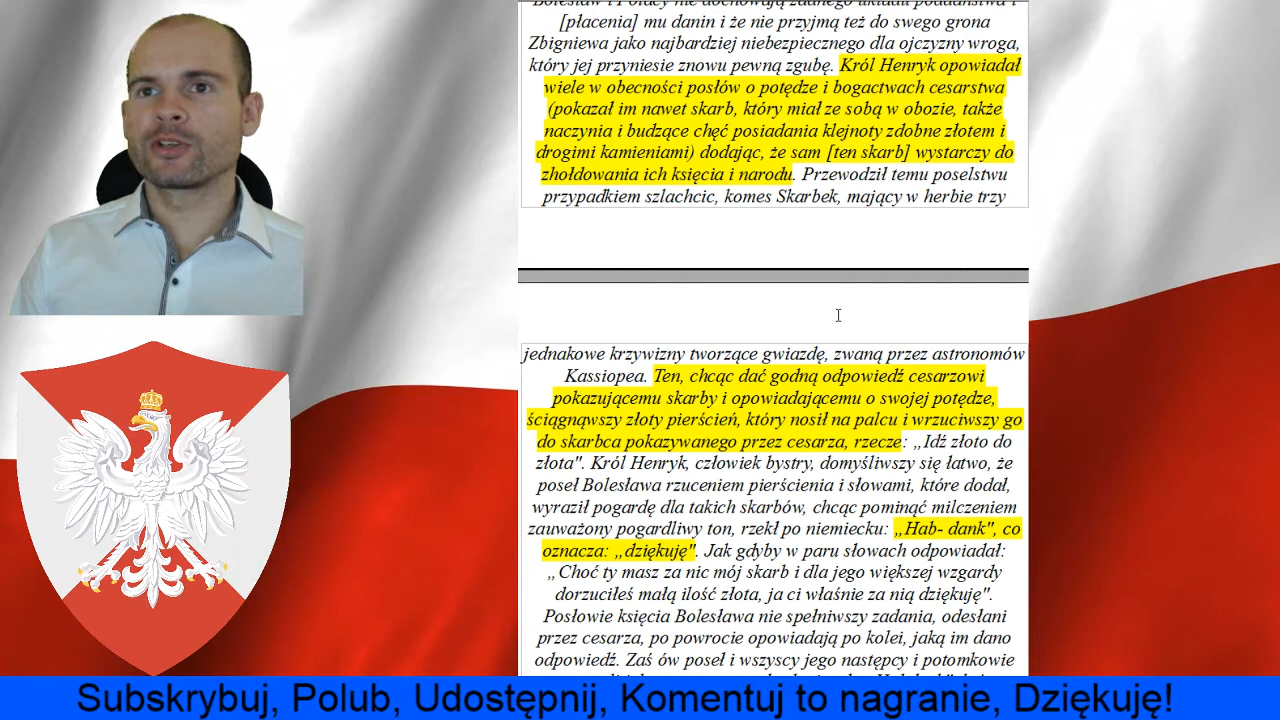 Bolesław i Polacy nie dochowają żadnego układu poddaństwa i
[płacenia] mu danin i że nie przyjmą też do swego grona
Zbigniewa jako najbardziej niebezpiecznego dla ojczyzny wroga,
który jej przyniesie znowu pewną zgubę. Król Henryk opowiadał
wiele w obecności posłów o potędze i bogactwach cesarstwa
(pokazał im nawet skarb, który miał ze sobą w obozie, także
naczynia i budzące chęć posiadania klejnoty zdobne złotem i
drogimi kamieniami) dodając, że sam [ten skarb] wystarczy do
zhołdowania ich księcia i narodu. Przewodził temu poselstwu
przypadkiem szlachcic, komes Skarbek, mający w herbie trzy
jednakowe krzywizny tworzące gwiazdę, zwaną przez astronomów
Kassiopea. Ten, chcąc dać godną odpowiedź cesarzowi
pokazującemu skarby i opowiadającemu o swojej potędze,
ściągnąwszy złoty pierścień, który nosił na palcu i wrzuciwszy go
do skarbca pokazywanego przez cesarza, rzecze: „Idź złoto do
złota". Król Henryk, człowiek bystry, domyśliwszy się łatwo, że
poseł Bolesława rzuceniem pierścienia i słowami, które dodał,
wyraził pogardę dla takich skarbów, chcąc pominąć milczeniem
zauważony pogardliwy ton, rzekł po niemiecku: „Hab- dank", co
oznacza: „dziękuję". Jak gdyby w paru słowach odpowiadał:
„Choć ty masz za nic mój skarb i dla jego większej wzgardy
dorzuciłeś małą ilość złota, ja ci właśnie za nią dziękuję".
Posłowie księcia Bolesława nie spełniwszy zadania, odesłani
przez cesarza, po powrocie opowiadają po kolei, jaką im dano
odpowiedź. Zaś ów poseł i wszyscy jego następcy i potomkowie
Subskrybuj, Polub, Udostępnij, Komentuj to nagranie, Dziękuję!